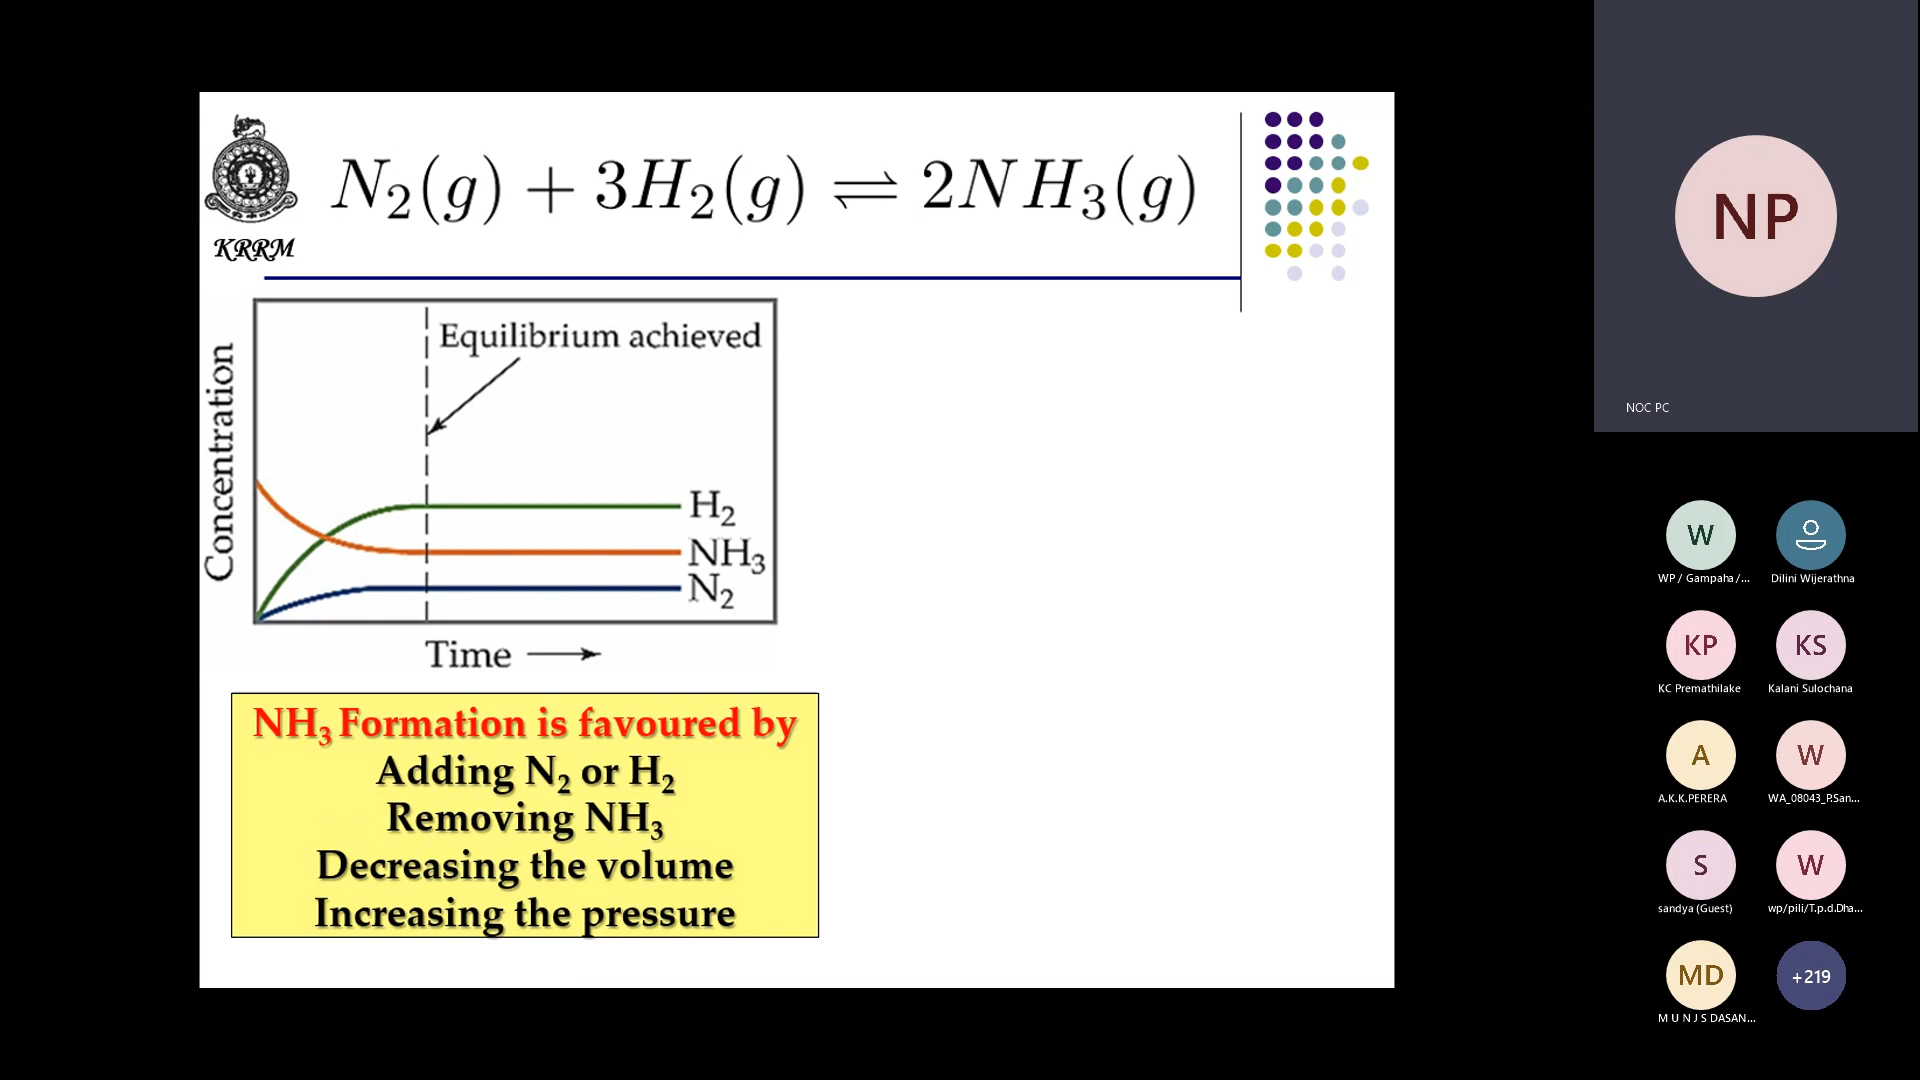 N₂(g) + 3H₂(g) ⇌ 2NH₃(g)
KRRM
Concentration
Equilibrium achieved
H₂
NH₃
N₂
Time →
NH₃ Formation is favoured by
Adding N₂ or H₂
Removing NH₃
Decreasing the volume
Increasing the pressure
NP
NOC PC
W
WP / Gampaha /...
Dilini Wijerathna
KP
KS
KC Premathilake
Kalani Sulochana
A
W
A.K.K.PERERA
WA_08043_P.San...
S
W
sandya (Guest)
wp/pili/T.p.d.Dha...
MD
+219
M U N J S DASAN...